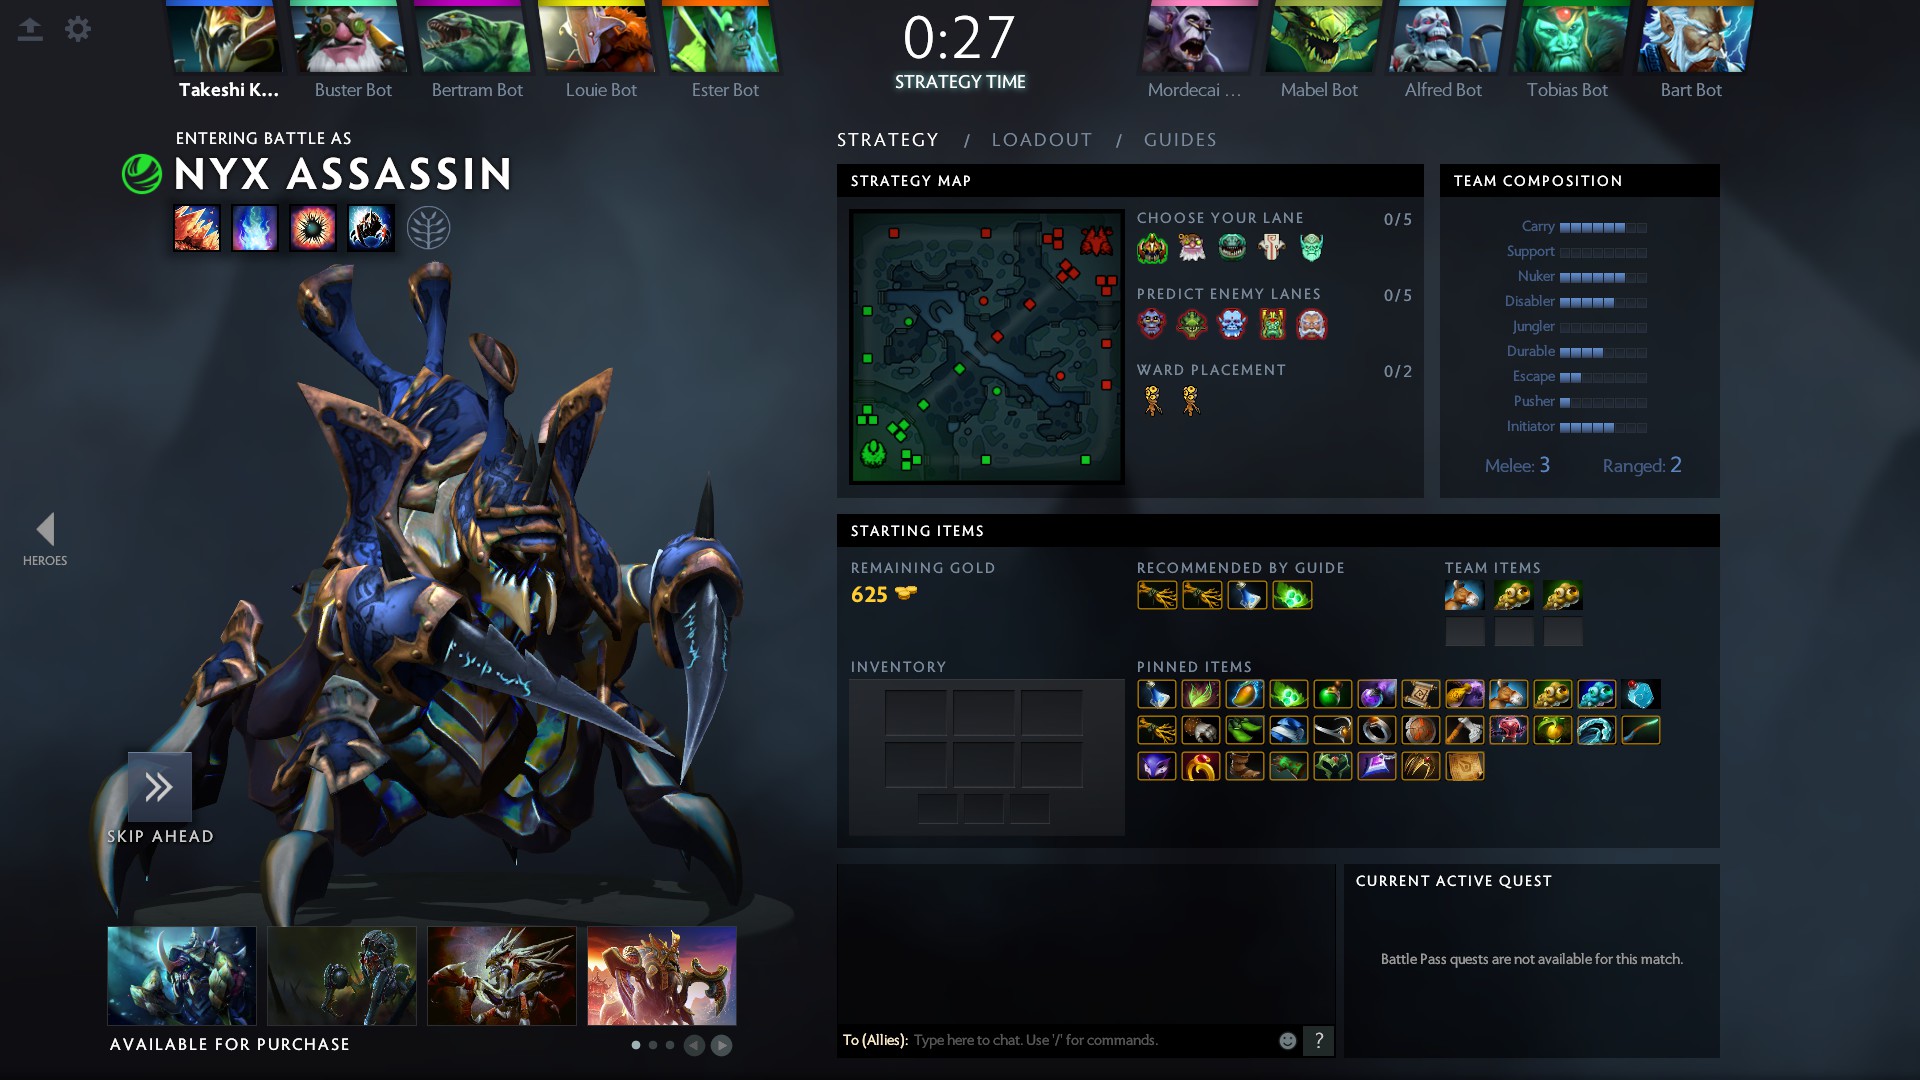 0:27
STRATEGY TIME
Takeshi K...
Buster Bot
Bertram Bot
Louie Bot
Ester Bot
Mordecai ...
Mabel Bot
Alfred Bot
Tobias Bot
Bart Bot
ENTERING BATTLE AS
NYX ASSASSIN
HEROES
SKIP AHEAD
AVAILABLE FOR PURCHASE
STRATEGY / LOADOUT / GUIDES
STRATEGY MAP
CHOOSE YOUR LANE 0/5
PREDICT ENEMY LANES 0/5
WARD PLACEMENT 0/2
TEAM COMPOSITION
Carry
Support
Nuker
Disabler
Jungler
Durable
Escape
Pusher
Initiator
Melee: 3 Ranged: 2
STARTING ITEMS
REMAINING GOLD
625
RECOMMENDED BY GUIDE
TEAM ITEMS
INVENTORY
PINNED ITEMS
To (Allies): Type here to chat. Use '/' for commands.
?
CURRENT ACTIVE QUEST
Battle Pass quests are not available for this match.